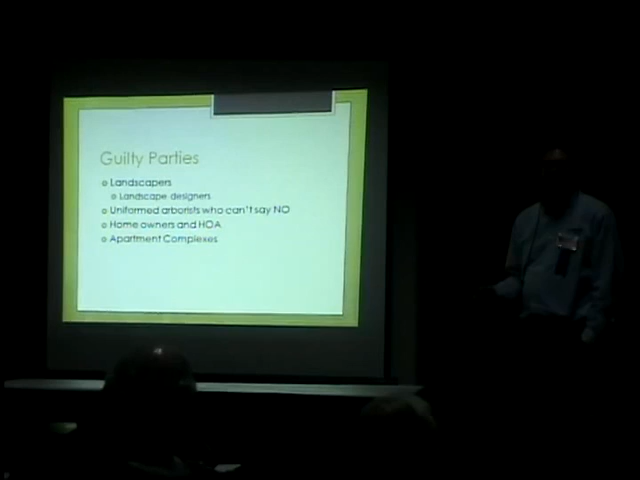 Guilty Parties
Landscapers
Landscape designers
Uniformed arborists who can't say NO
Home owners and HOA
Apartment Complexes